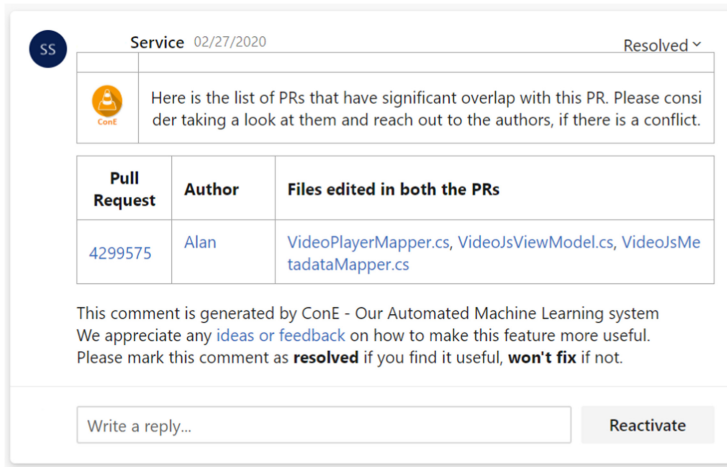 SS
Service 02/27/2020
Resolved
ConE
Here is the list of PRs that have significant overlap with this PR. Please consi
der taking a look at them and reach out to the authors, if there is a conflict.
Pull
Request
Author
Files edited in both the PRs
4299575
Alan
VideoPlayerMapper.cs, VideoJsViewModel.cs, VideoJsMe
tadataMapper.cs
This comment is generated by ConE - Our Automated Machine Learning system
We appreciate any ideas or feedback on how to make this feature more useful.
Please mark this comment as resolved if you find it useful, won't fix if not.
Write a reply...
Reactivate